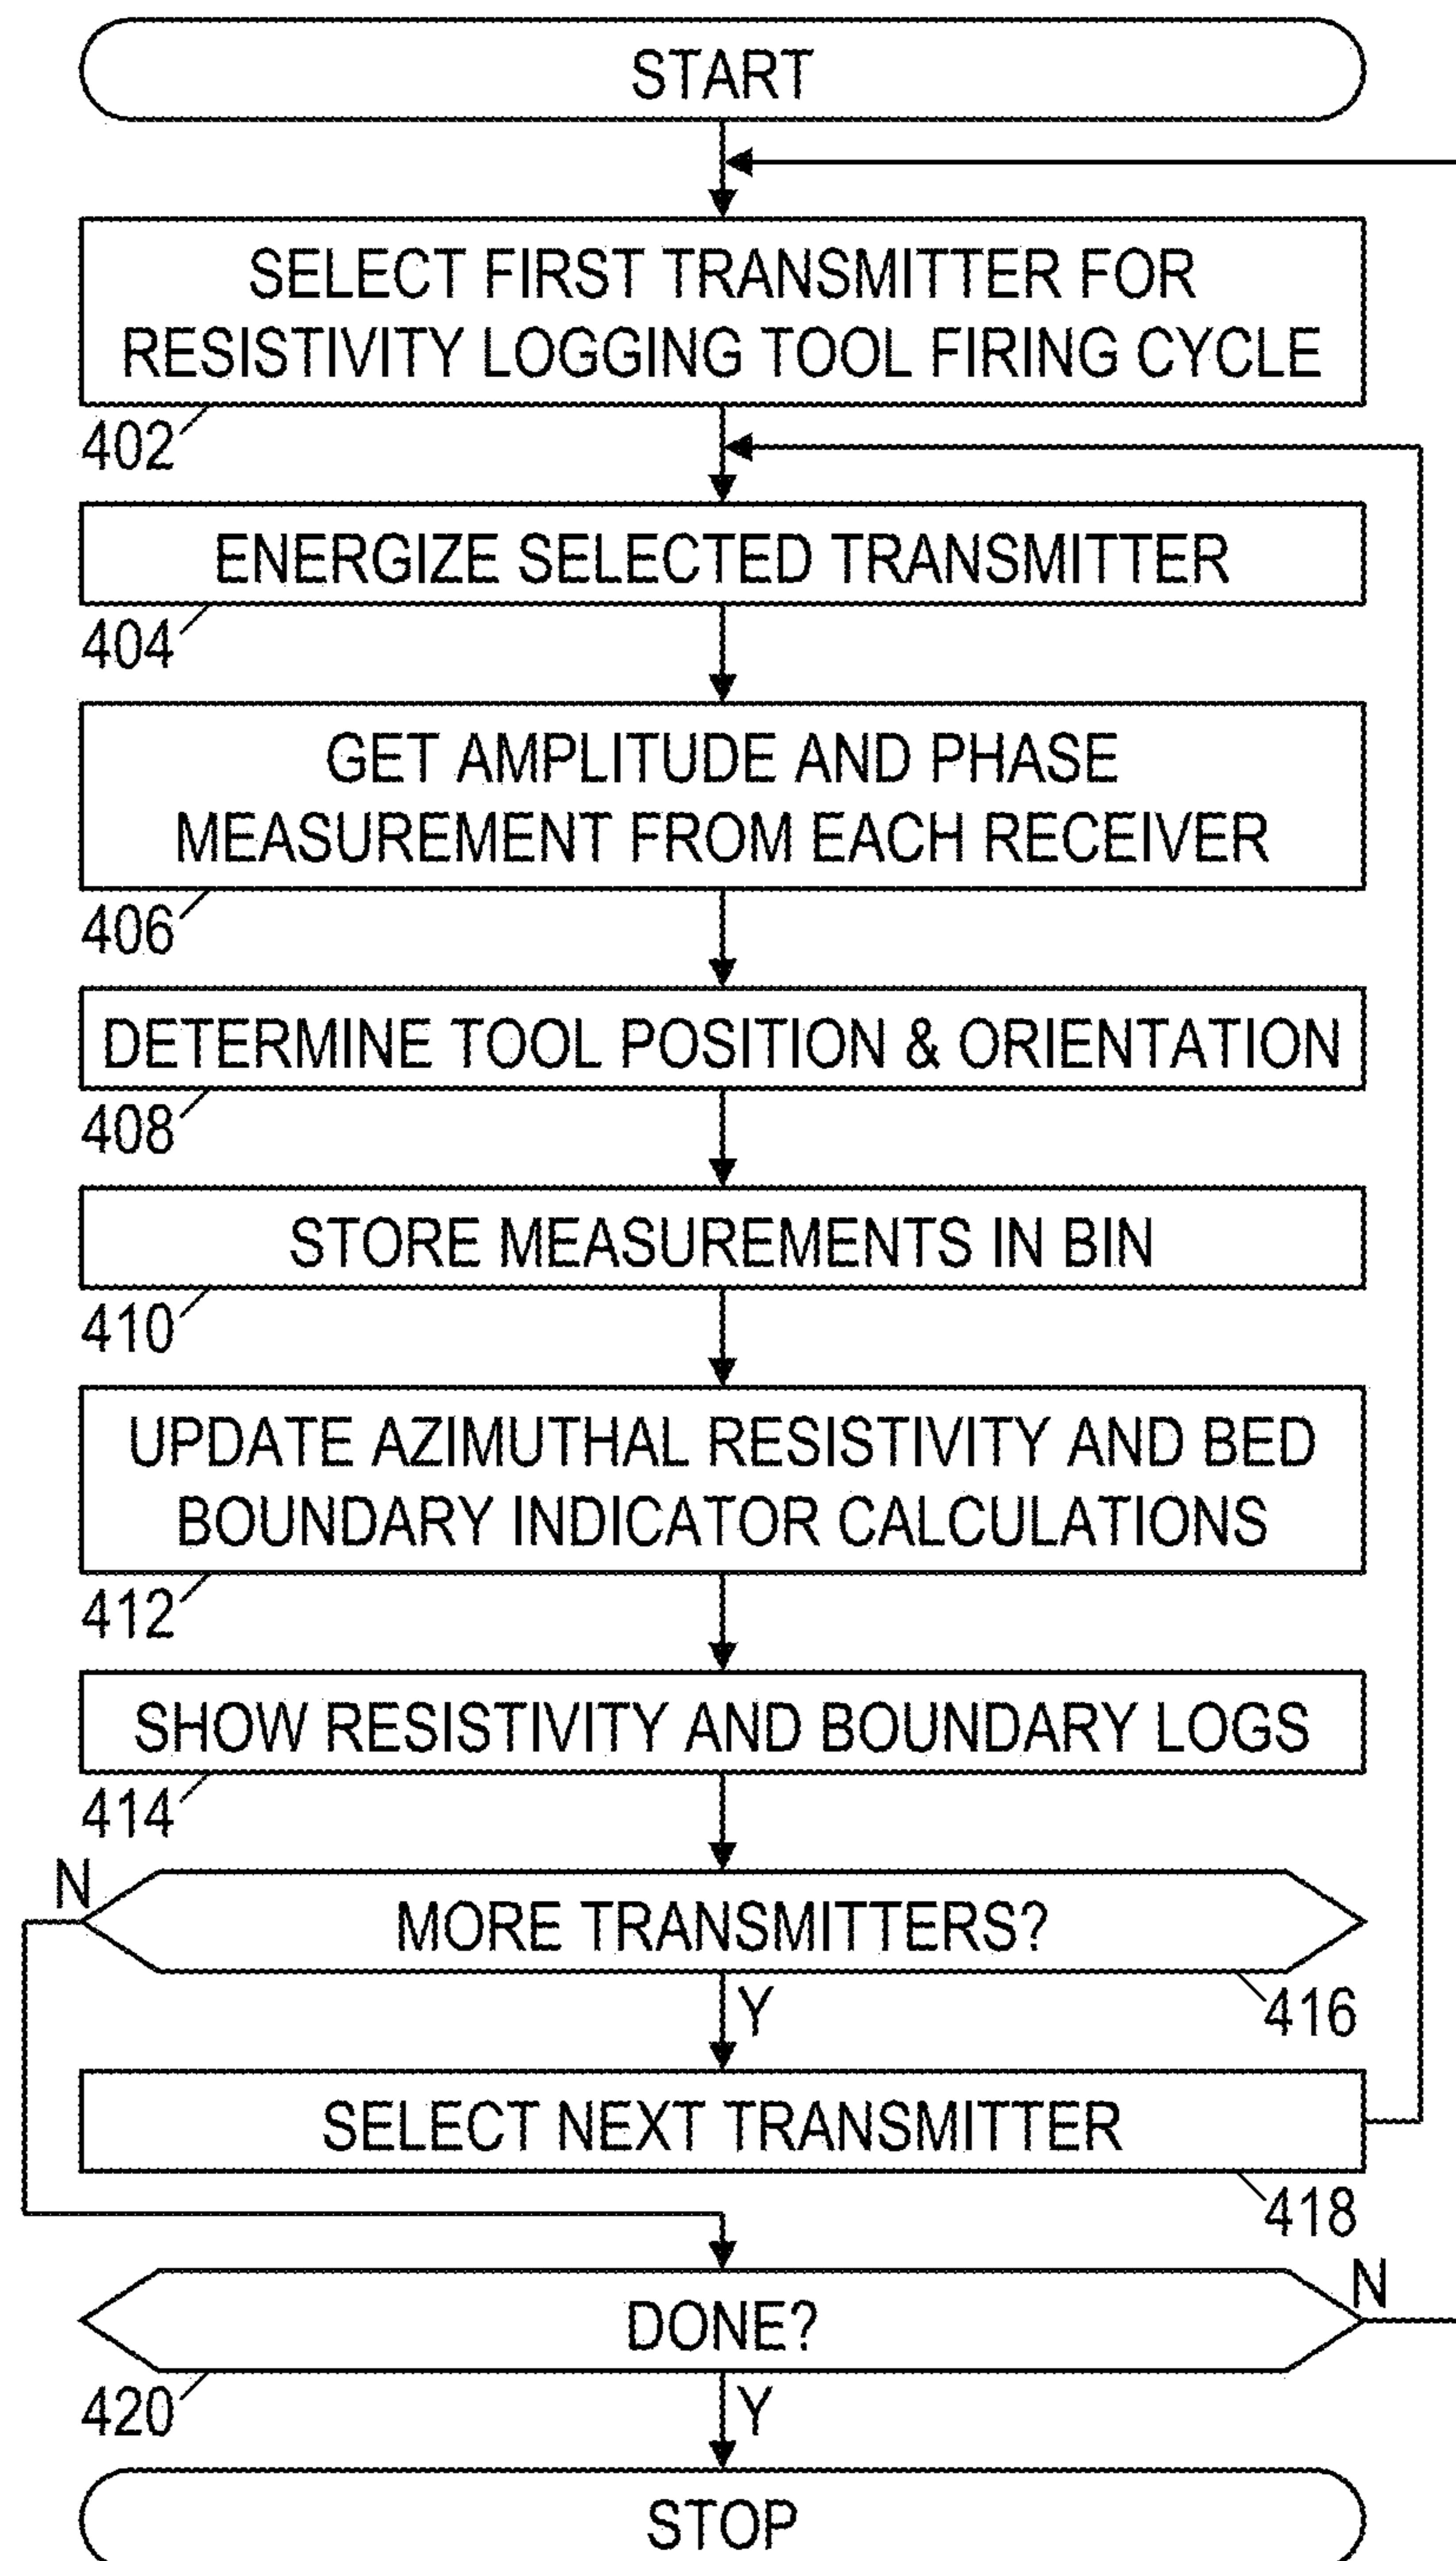 START
SELECT FIRST TRANSMITTER FOR
RESISTIVITY LOGGING TOOL FIRING CYCLE
402
ENERGIZE SELECTED TRANSMITTER
404
GET AMPLITUDE AND PHASE
MEASUREMENT FROM EACH RECEIVER
406
DETERMINE TOOL POSITION & ORIENTATION
408
STORE MEASUREMENTS IN BIN
410
UPDATE AZIMUTHAL RESISTIVITY AND BED
BOUNDARY INDICATOR CALCULATIONS
412
SHOW RESISTIVITY AND BOUNDARY LOGS
414
N
MORE TRANSMITTERS?
Y
416
SELECT NEXT TRANSMITTER
418
N
DONE?
420
Y
STOP